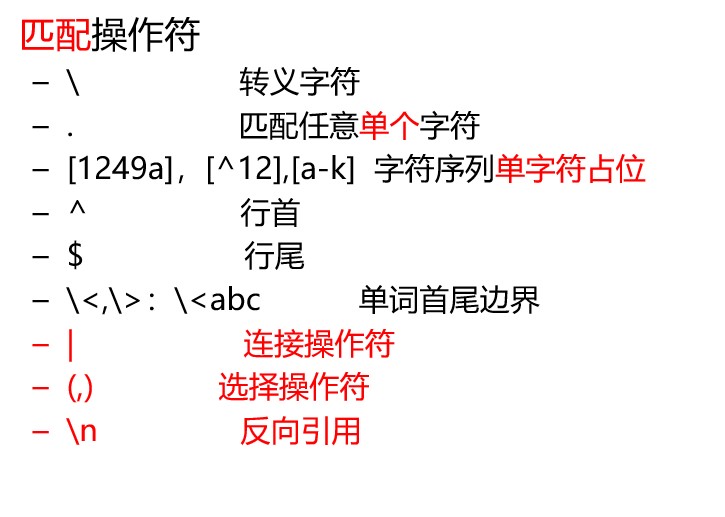 匹配操作符
– \ 转义字符
– . 匹配任意单个字符
– [1249a]，[^12],[a-k] 字符序列单字符占位
– ^ 行首
– $ 行尾
– \<,\>：\<abc 单词首尾边界
– | 连接操作符
– (,) 选择操作符
– \n 反向引用